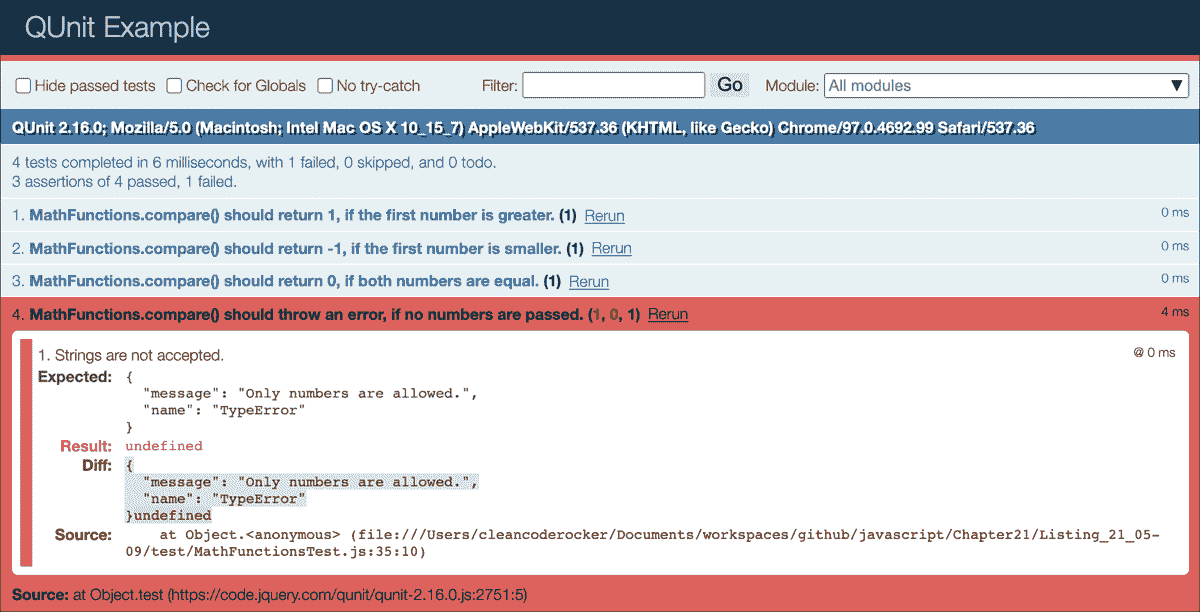 QUnit Example
Hide passed tests Check for Globals No try-catch Filter: Go Module: All modules ▼
QUnit 2.16.0; Mozilla/5.0 (Macintosh; Intel Mac OS X 10_15_7) AppleWebKit/537.36 (KHTML, like Gecko) Chrome/97.0.4692.99 Safari/537.36
4 tests completed in 6 milliseconds, with 1 failed, 0 skipped, and 0 todo.
3 assertions of 4 passed, 1 failed.
1. MathFunctions.compare() should return 1, if the first number is greater. (1) Rerun 0 ms
2. MathFunctions.compare() should return -1, if the first number is smaller. (1) Rerun 0 ms
3. MathFunctions.compare() should return 0, if both numbers are equal. (1) Rerun 0 ms
4. MathFunctions.compare() should throw an error, if no numbers are passed. (1, 0, 1) Rerun 4 ms
1. Strings are not accepted. @ 0 ms
Expected: {
"message": "Only numbers are allowed.",
"name": "TypeError"
}
Result: undefined
Diff: {
"message": "Only numbers are allowed.",
"name": "TypeError"
}undefined
Source: at Object.<anonymous> (file:///Users/cleancoderocker/Documents/workspaces/github/javascript/Chapter21/Listing_21_05-
09/test/MathFunctionsTest.js:35:10)
Source: at Object.test (https://code.jquery.com/qunit/qunit-2.16.0.js:2751:5)